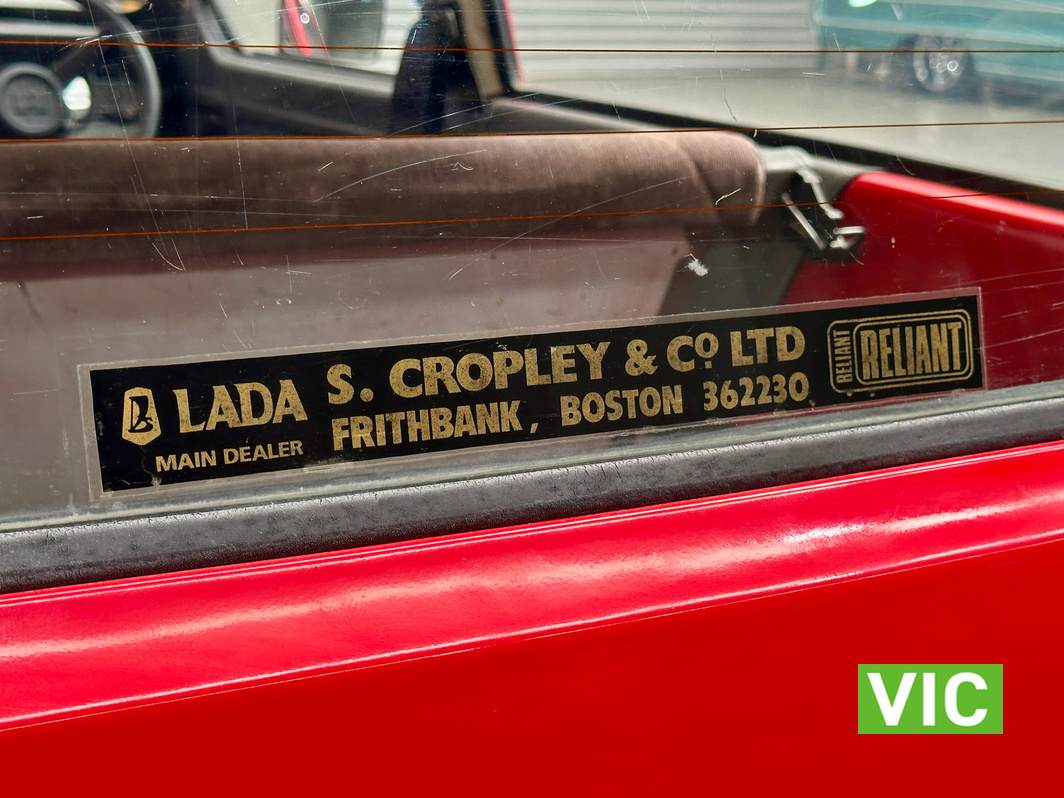 LADA
MAIN DEALER
S. CROPLEY & Cº LTD
FRITHBANK, BOSTON 362230
RELIANT
RELIANT
VIC